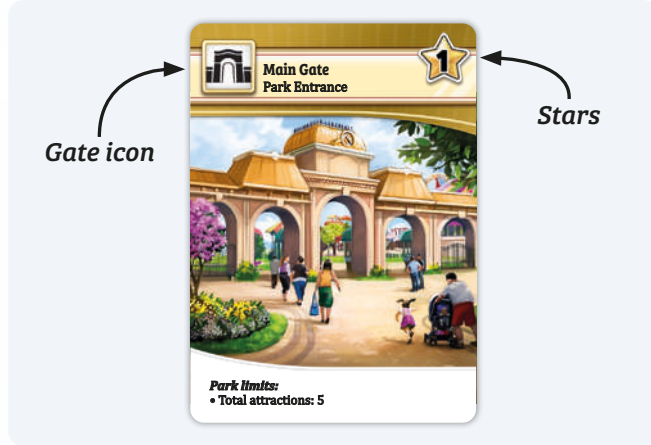 Main Gate
Park Entrance
1
Gate icon
Stars
Park limits:
• Total attractions: 5